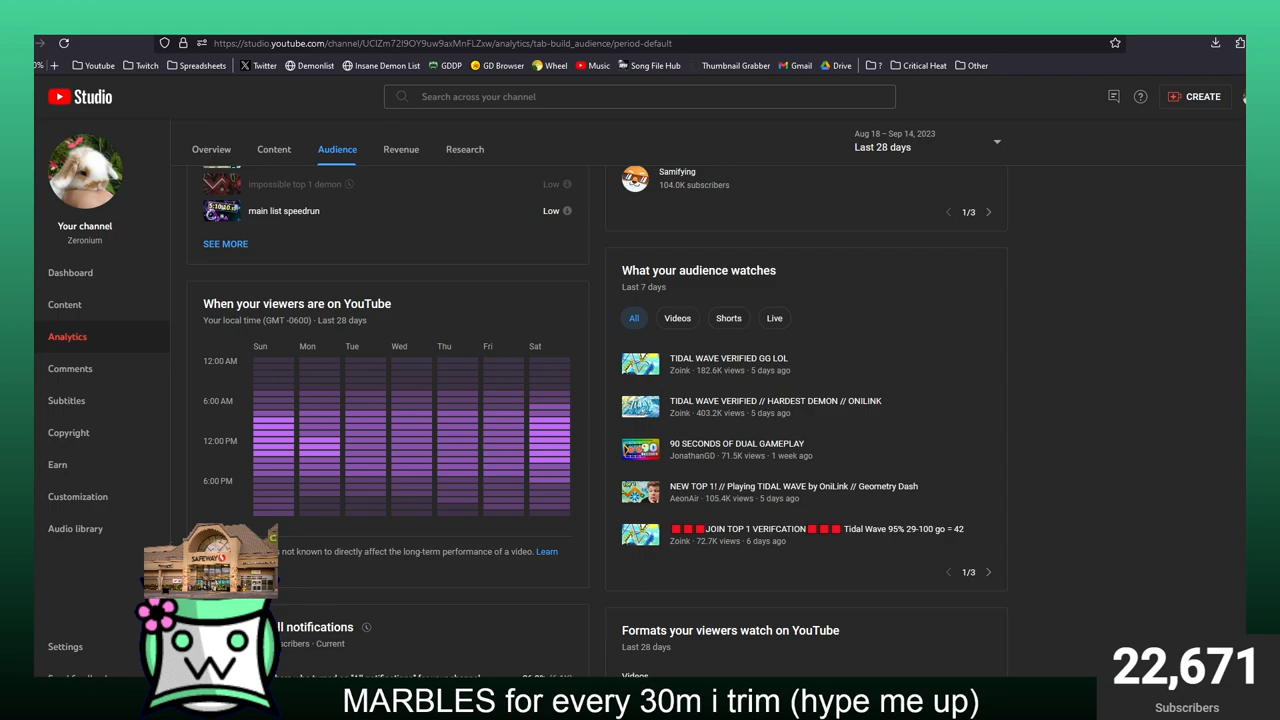 https://studio.youtube.com/channel/UCIZm72I9OY9uw9axMnFLZxw/analytics/tab-build_audience/period-default
0% Youtube Twitch Spreadsheets Twitter Demonlist Insane Demon List GDDP GD Browser Wheel Music Song File Hub Thumbnail Grabber Gmail Drive ? Critical Heat Other
Studio
Search across your channel
CREATE
Overview Content Audience Revenue Research
Aug 18 – Sep 14, 2023
Last 28 days
Your channel
Zeronium
Dashboard
Content
Analytics
Comments
Subtitles
Copyright
Earn
Customization
Audio library
Settings
impossible top 1 demon Low
main list speedrun Low
SEE MORE
When your viewers are on YouTube
Your local time (GMT -0600) · Last 28 days
Sun Mon Tue Wed Thu Fri Sat
12:00 AM
6:00 AM
12:00 PM
6:00 PM
s not known to directly affect the long-term performance of a video. Learn
ll notifications
scribers · Current
Samifying
104.0K subscribers
1/3
What your audience watches
Last 7 days
All Videos Shorts Live
TIDAL WAVE VERIFIED GG LOL
Zoink · 182.6K views · 5 days ago
TIDAL WAVE VERIFIED // HARDEST DEMON // ONILINK
Zoink · 403.2K views · 5 days ago
90 SECONDS OF DUAL GAMEPLAY
JonathanGD · 71.5K views · 1 week ago
NEW TOP 1! // Playing TIDAL WAVE by OniLink // Geometry Dash
AeonAir · 105.4K views · 5 days ago
🟥🟥🟥JOIN TOP 1 VERIFCATION🟥🟥🟥 Tidal Wave 95% 29-100 go = 42
Zoink · 72.7K views · 6 days ago
1/3
Formats your viewers watch on YouTube
Last 28 days
Videos
SAFEWAY
22,671
Subscribers
MARBLES for every 30m i trim (hype me up)